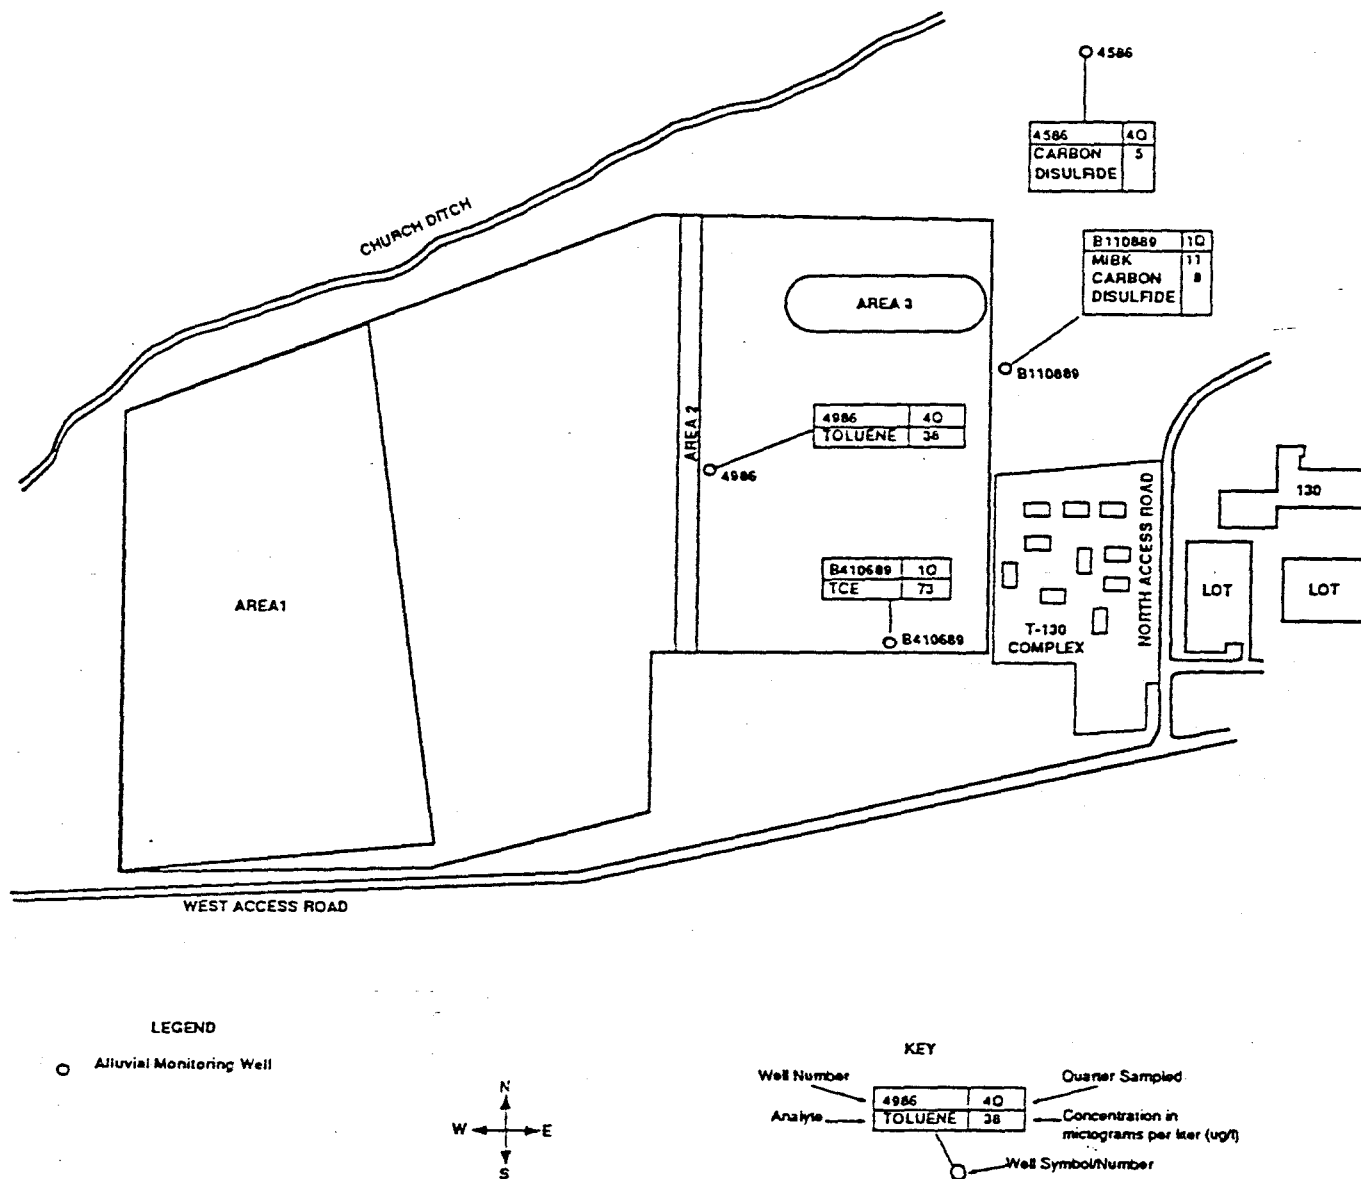 4586
4586 4Q
CARBON 5
DISULFIDE
CHURCH DITCH
B110889 1Q
MIBK 11
CARBON 8
DISULFIDE
AREA 3
B110889
4986 4Q
TOLUENE 38
AREA 2
4986
130
NORTH ACCESS ROAD
B410689 1Q
TCE 73
AREA1
LOT
LOT
T-130
COMPLEX
B410689
WEST ACCESS ROAD
LEGEND
Alluvial Monitoring Well
KEY
Well Number
Quarter Sampled
4986 4Q
Analyte
TOLUENE 38
Concentration in
micrograms per liter (ug/l)
Well Symbol/Number
N
W E
S